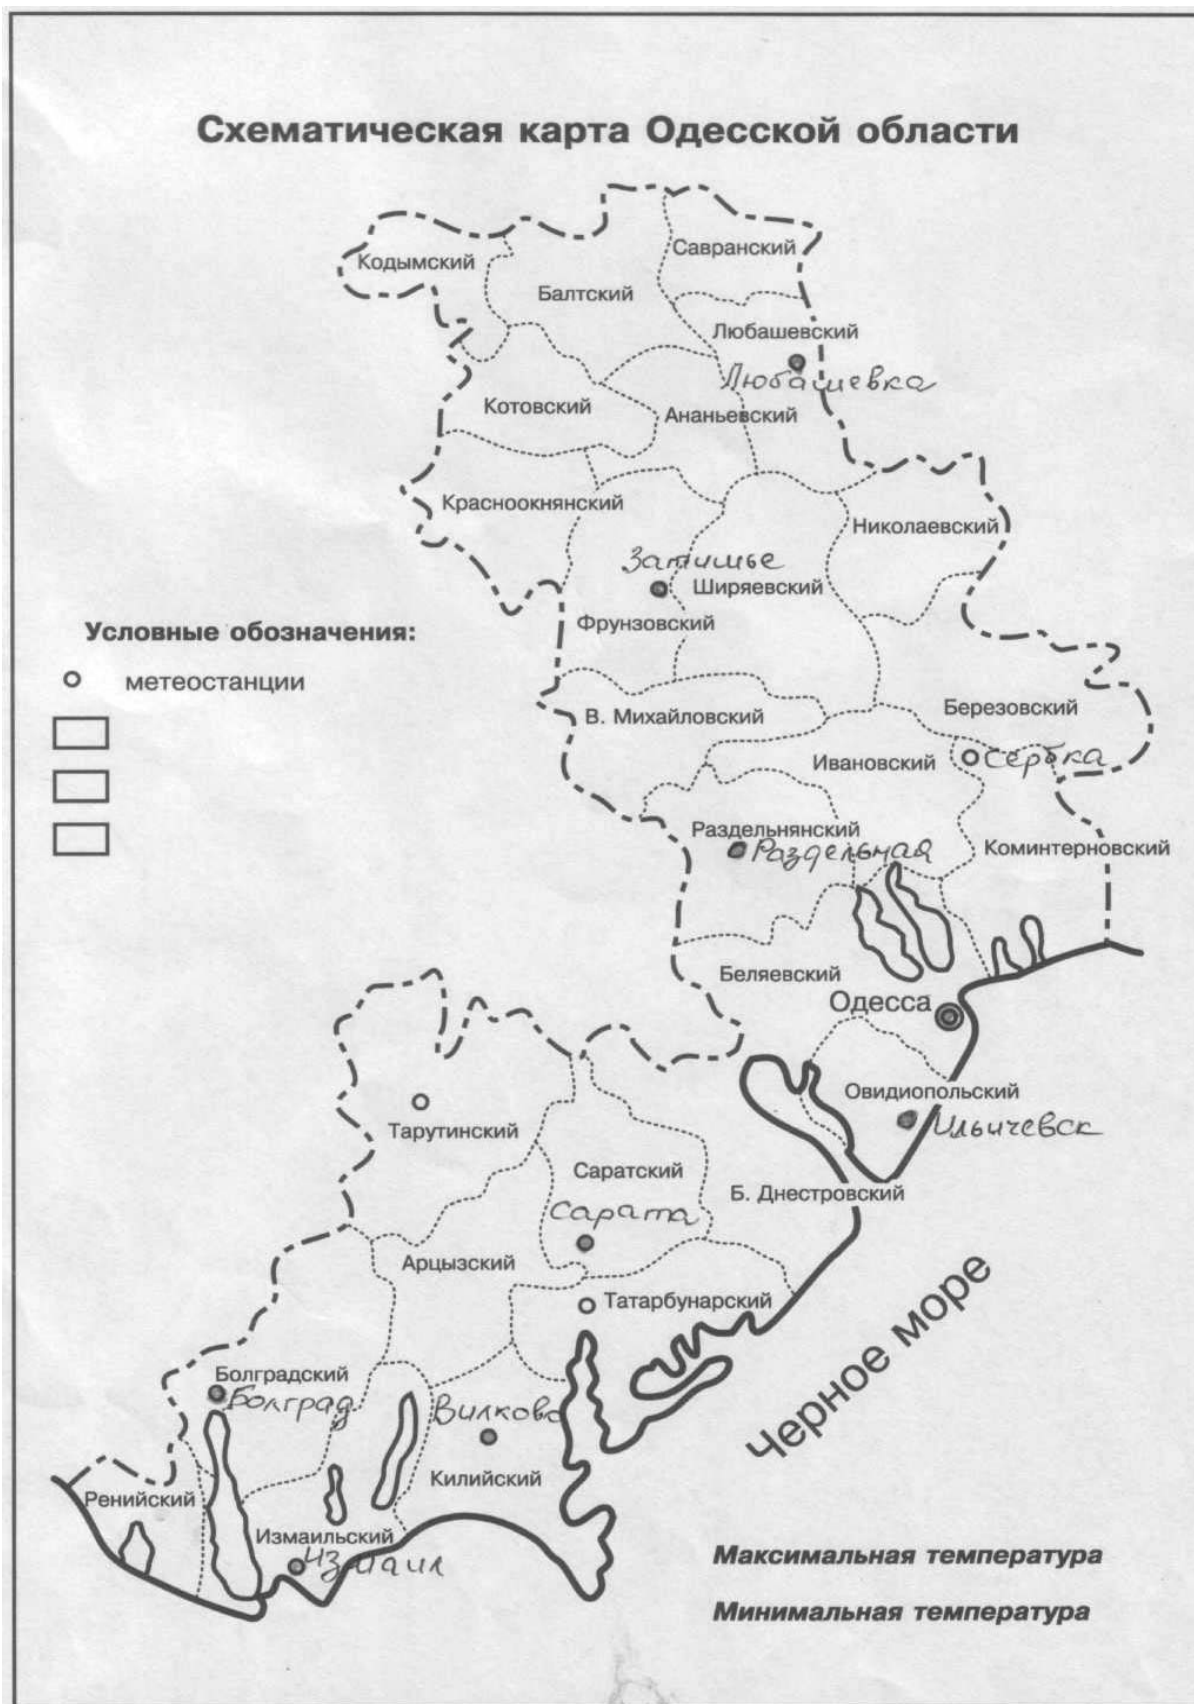 Схематическая карта Одесской области
Савранский
Кодымский
Балтский
Любашевский
Любашевка
Котовский
Ананьевский
Красноокнянский
Николаевский
Затишье
Ширяевский
Фрунзовский
Условные обозначения:
метеостанции
Березовский
В. Михайловский
Ивановский
Сербка
Раздельнянский
Раздельная
Коминтерновский
Беляевский
Одесса
Овидиопольский
Ильичевск
Тарутинский
Саратский
Б. Днестровский
Сарата
Арцызский
Татарбунарский
Черное море
Болградский
Болград
Вилково
Килийский
Ренийский
Измаильский
Измаил
Максимальная температура
Минимальная температура